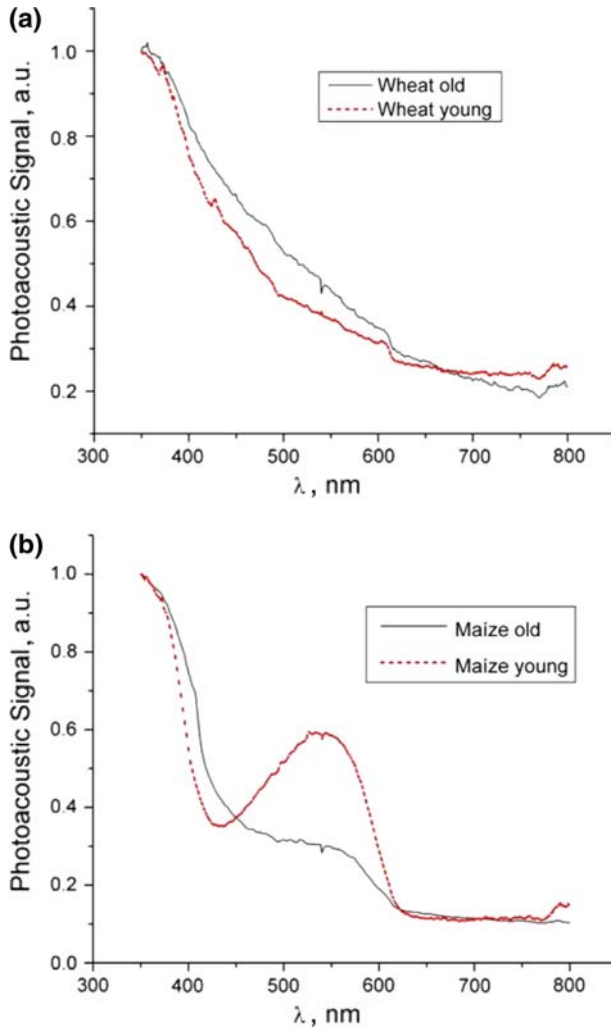 (a)
1.0
Wheat old
Wheat young
0.8
0.6
0.4
0.2
Photoacoustic Signal, a.u.
300 400 500 600 700 800
λ, nm
(b)
1.0
Maize old
Maize young
0.8
0.6
0.4
0.2
0.0
Photoacoustic Signal, a.u.
300 400 500 600 700 800
λ, nm